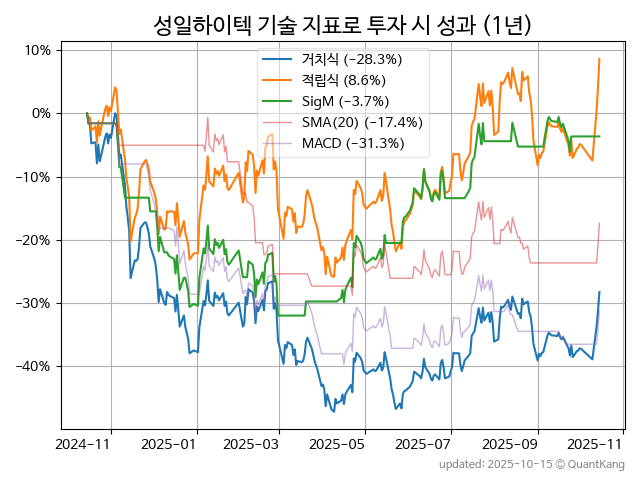 성일하이텍 기술 지표로 투자 시 성과 (1년)
거치식 (−28.3%)
적립식 (8.6%)
SigM (−3.7%)
SMA(20) (−17.4%)
MACD (−31.3%)
10%
0%
−10%
−20%
−30%
−40%
2024-11 2025-01 2025-03 2025-05 2025-07 2025-09 2025-11
updated: 2025-10-15 © QuantKang